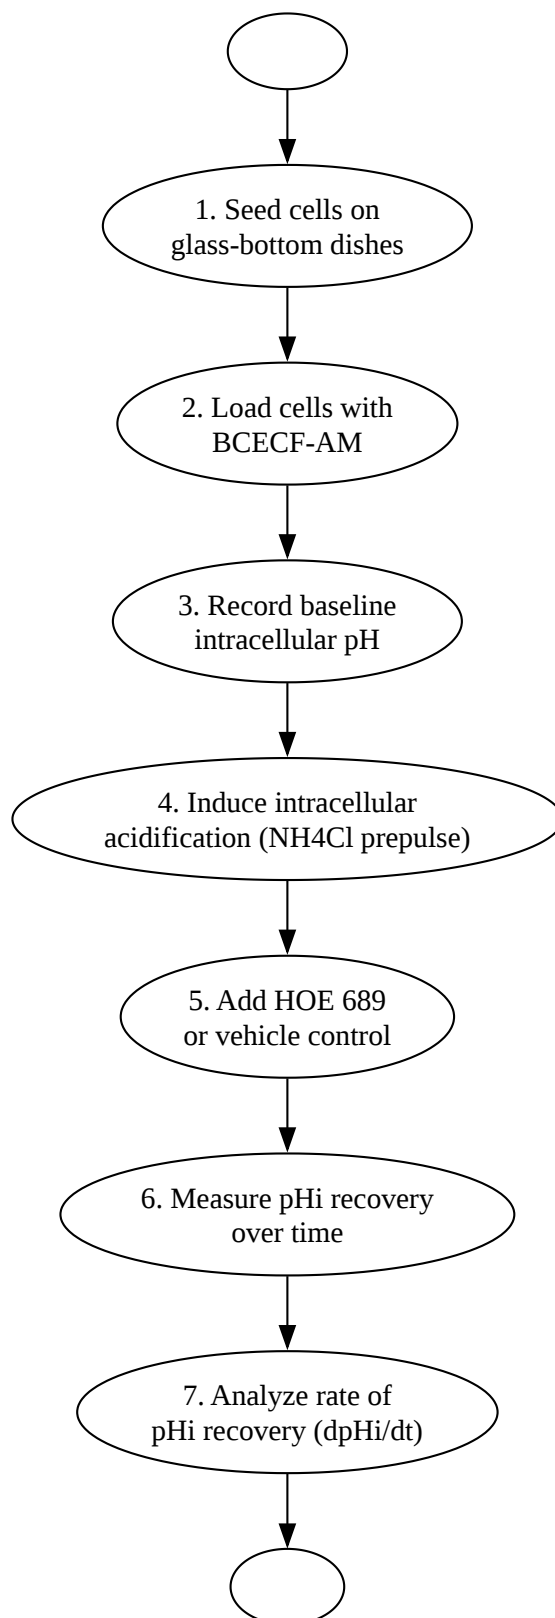 1. Seed cells on
glass-bottom dishes
2. Load cells with
BCECF-AM
3. Record baseline
intracellular pH
4. Induce intracellular
acidification (NH4Cl prepulse)
5. Add HOE 689
or vehicle control
6. Measure pHi recovery
over time
7. Analyze rate of
pHi recovery (dpHi/dt)